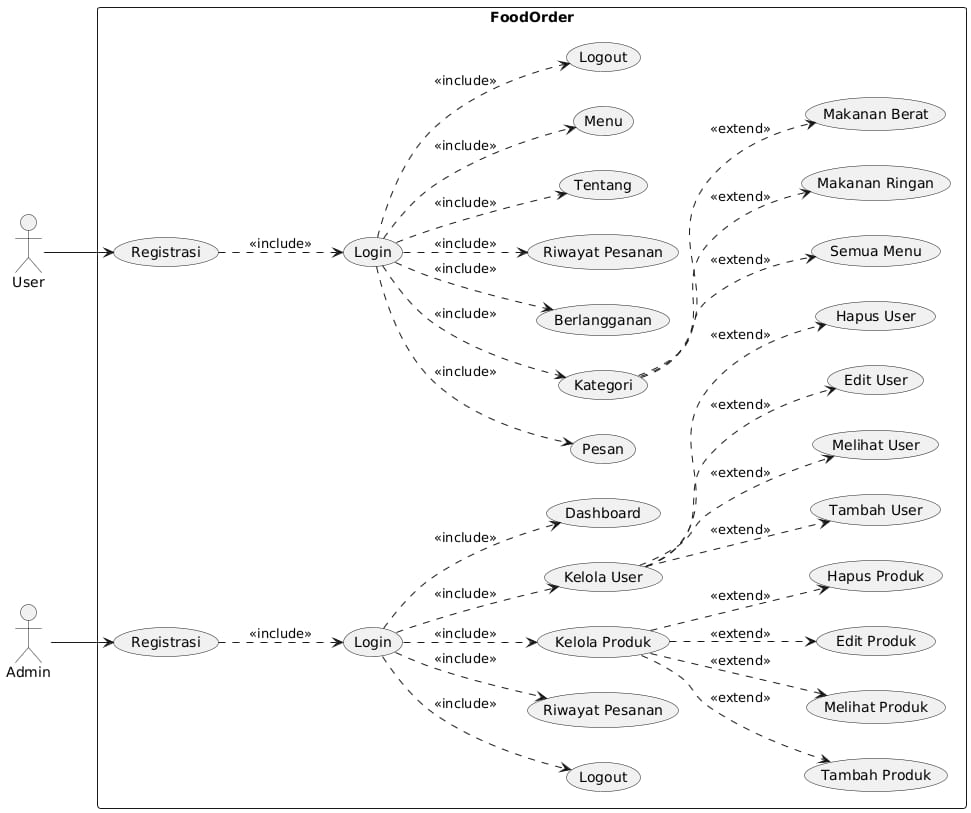 FoodOrder
Logout
«include»
Menu
«extend»
Makanan Berat
«include»
Tentang
«extend»
Makanan Ringan
«include»
User
Registrasi
«include»
Login
«include»
Riwayat Pesanan
«extend»
Semua Menu
«include»
Berlangganan
Hapus User
«include»
«extend»
Kategori
Edit User
«include»
«extend»
Pesan
Melihat User
«extend»
Dashboard
Tambah User
«include»
«extend»
Kelola User
Hapus Produk
«include»
«extend»
Admin
Registrasi
«include»
Login
«include»
Kelola Produk
«extend»
Edit Produk
«include»
«extend»
Riwayat Pesanan
Melihat Produk
«include»
«extend»
Logout
Tambah Produk